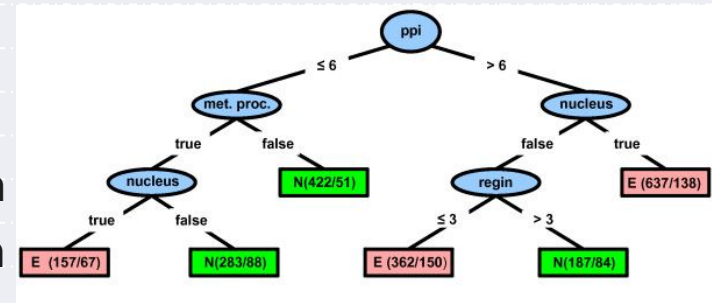 ppi
≤ 6 > 6
met. proc. nucleus
true false false true
nucleus N(422/51) regin E (637/138)
true false ≤ 3 > 3
E (157/67) N(283/88) E (362/150) N(187/84)